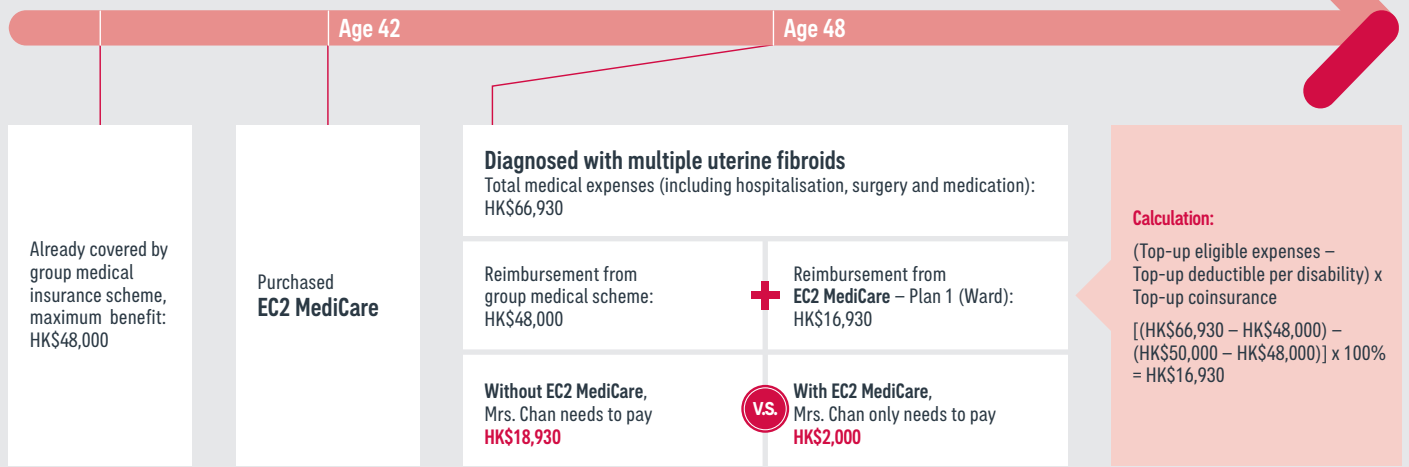 Age 42
Age 48
Already covered by
group medical
insurance scheme,
maximum benefit:
HK$48,000
Purchased
EC2 MediCare
Diagnosed with multiple uterine fibroids
Total medical expenses (including hospitalisation, surgery and medication):
HK$66,930
Reimbursement from
group medical scheme:
HK$48,000
Reimbursement from
EC2 MediCare – Plan 1 (Ward):
HK$16,930
Without EC2 MediCare,
Mrs. Chan needs to pay
HK$18,930
V.S.
With EC2 MediCare,
Mrs. Chan only needs to pay
HK$2,000
Calculation:
(Top-up eligible expenses –
Top-up deductible per disability) x
Top-up coinsurance
[(HK$66,930 – HK$48,000) –
(HK$50,000 – HK$48,000)] x 100%
= HK$16,930